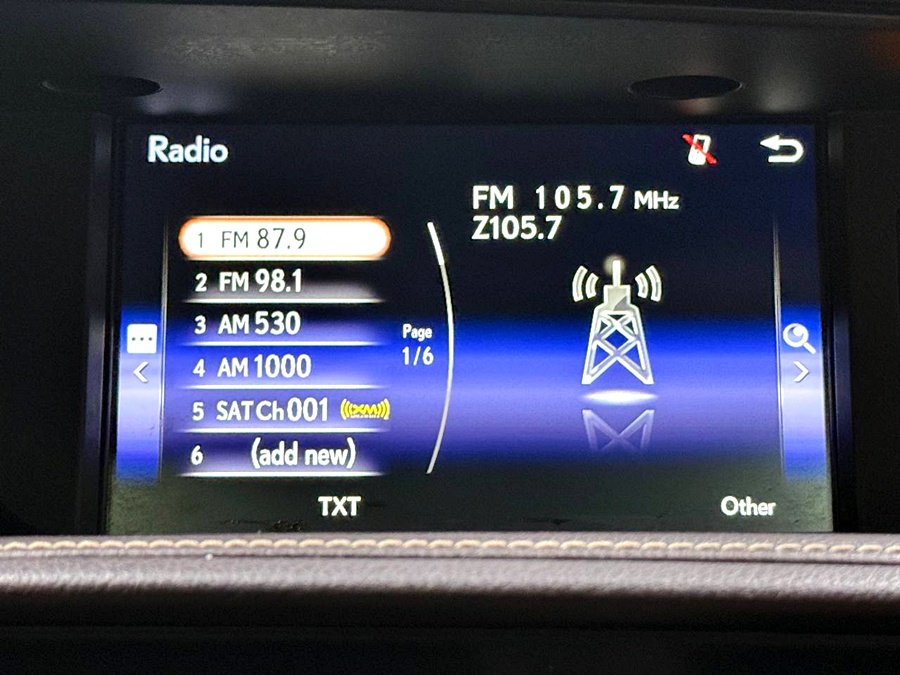 Radio
FM 105.7 MHz
Z105.7
1 FM 87.9
2 FM 98.1
3 AM 530
4 AM 1000
5 SAT Ch 001 ((XM))
6 (add new)
Page
1/6
TXT
Other